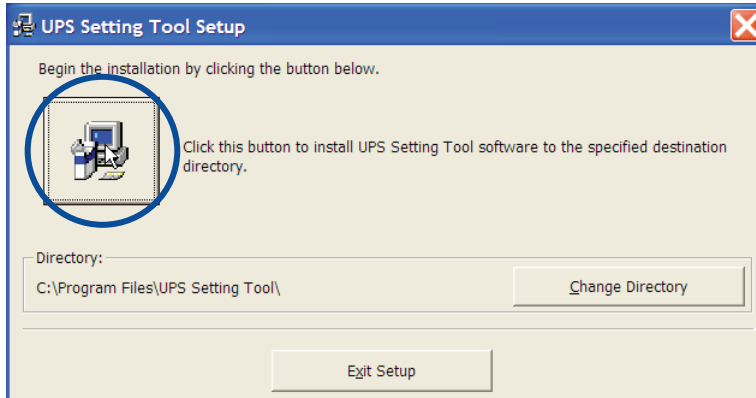 UPS Setting Tool Setup
Begin the installation by clicking the button below.
Click this button to install UPS Setting Tool software to the specified destination
directory.
Directory:
C:\Program Files\UPS Setting Tool\
Change Directory
Exit Setup